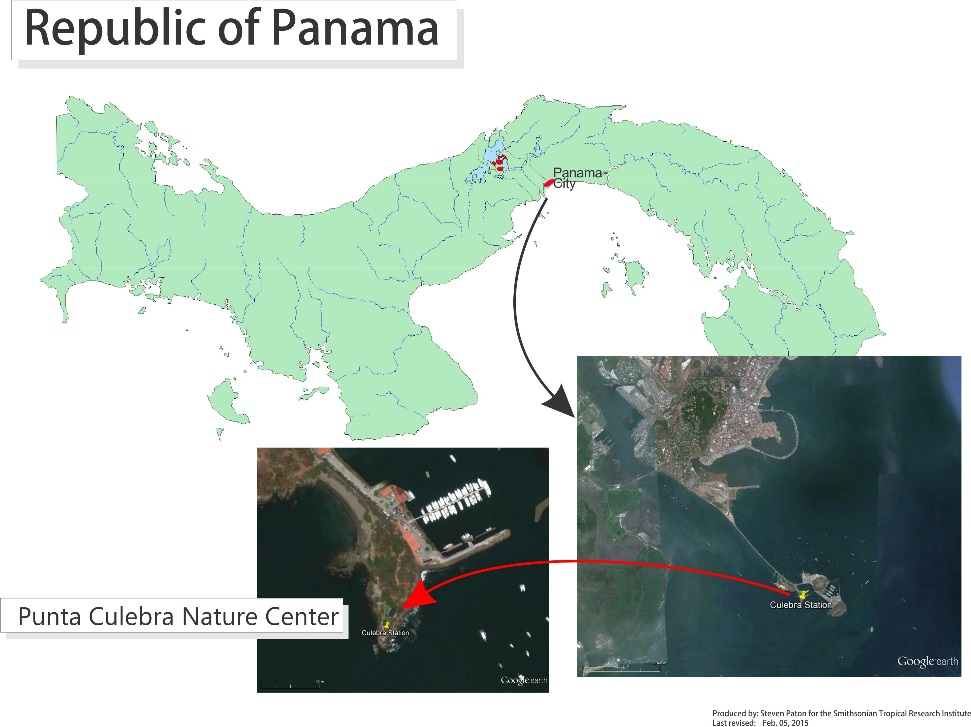 Republic of Panama
Panama
City
Culebra Station
Google earth
Punta Culebra Nature Center
Culebra Station
Google earth
Produced by: Steven Paton for the Smithsonian Tropical Research Institute
Last revised: Feb. 05, 2015